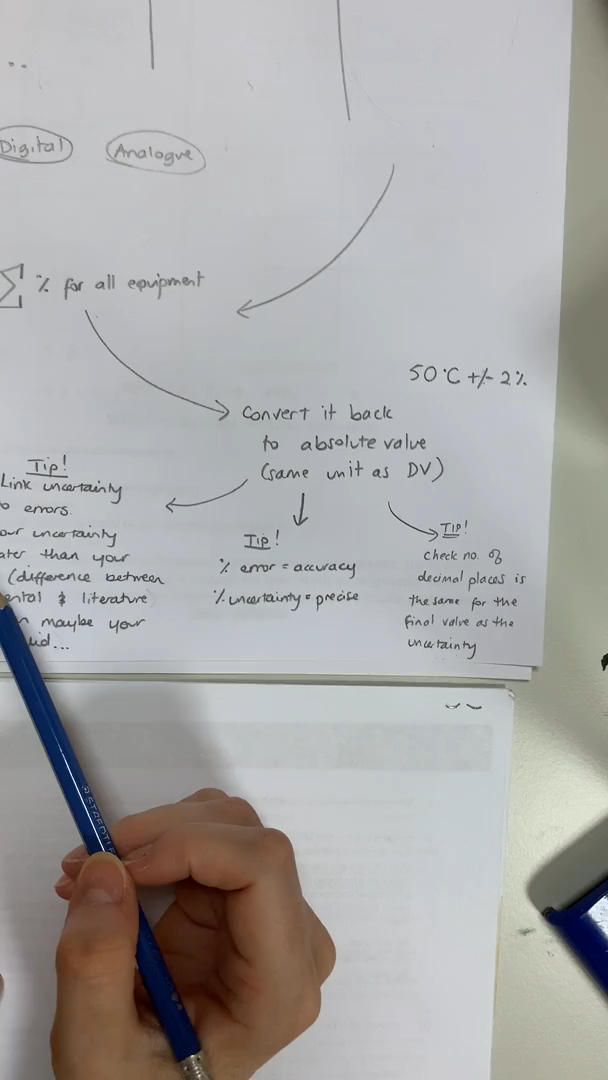 Digital
Analogue
Σ % for all equipment
50°C +/- 2%
Convert it back
to absolute value
(same unit as DV)
Tip!
Link uncertainty
errors.
uncertainty
than your
(difference between
& literature
maybe your
Tip!
% error = accuracy
% uncertainty = precise
TIP!
check no. of
decimal places is
the same for the
final value as the
uncertainty
STAEDTLE